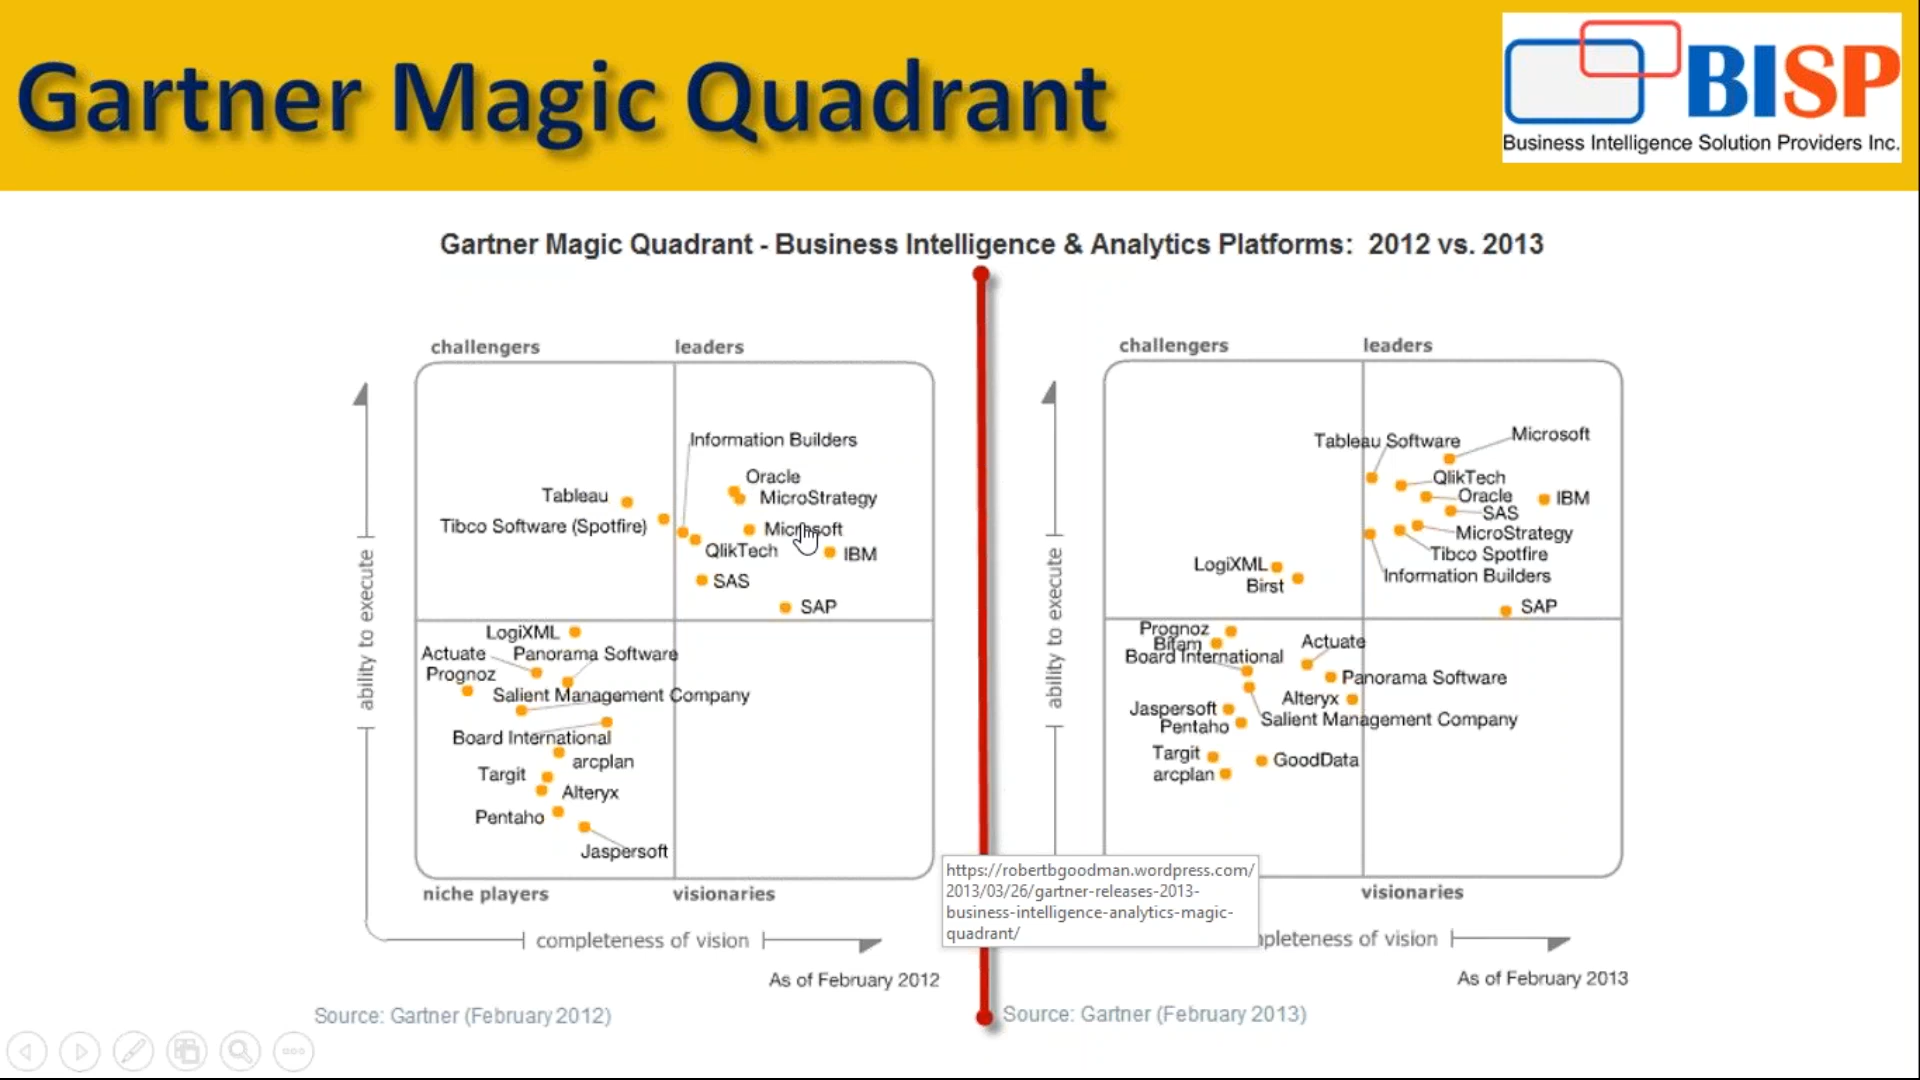 Gartner Magic Quadrant
BISP
Business Intelligence Solution Providers Inc.
Gartner Magic Quadrant - Business Intelligence & Analytics Platforms: 2012 vs. 2013
challengers
leaders
ability to execute
Information Builders
Oracle
MicroStrategy
Tableau
Tibco Software (Spotfire)
Microsoft
QlikTech
IBM
SAS
SAP
LogiXML
Actuate
Panorama Software
Prognoz
Salient Management Company
Board International
arcplan
Targit
Alteryx
Pentaho
Jaspersoft
niche players
visionaries
completeness of vision
As of February 2012
Source: Gartner (February 2012)
challengers
leaders
ability to execute
Tableau Software
Microsoft
QlikTech
Oracle
IBM
SAS
MicroStrategy
Tibco Spotfire
Information Builders
LogiXML
Birst
SAP
Prognoz
Bitam
Board International
Actuate
Panorama Software
Alteryx
Jaspersoft
Salient Management Company
Pentaho
Targit
GoodData
arcplan
https://robertbgoodman.wordpress.com/
2013/03/26/gartner-releases-2013-
business-intelligence-analytics-magic-
quadrant/
visionaries
pleteness of vision
As of February 2013
Source: Gartner (February 2013)